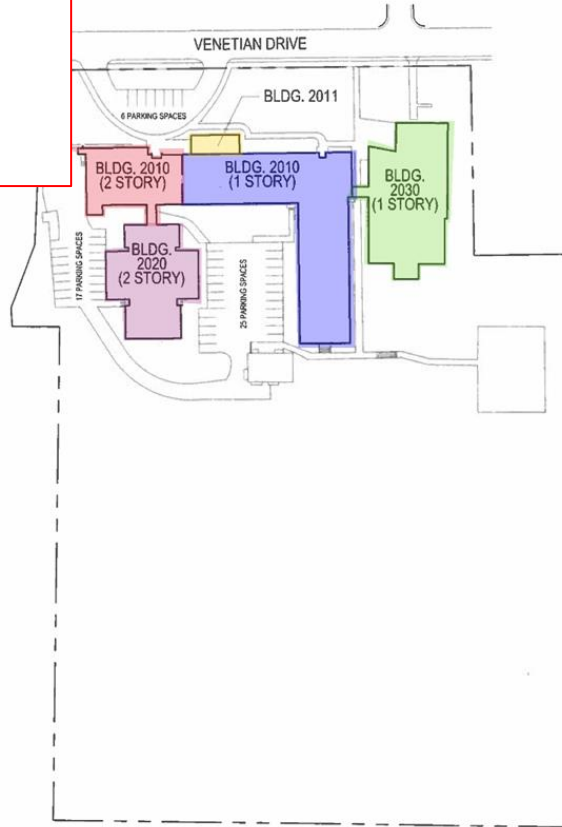 VENETIAN DRIVE
BLDG. 2011
6 PARKING SPACES
BLDG. 2010
(2 STORY)
BLDG. 2010
(1 STORY)
BLDG.
2030
(1 STORY)
BLDG.
2020
(2 STORY)
17 PARKING SPACES
25 PARKING SPACES